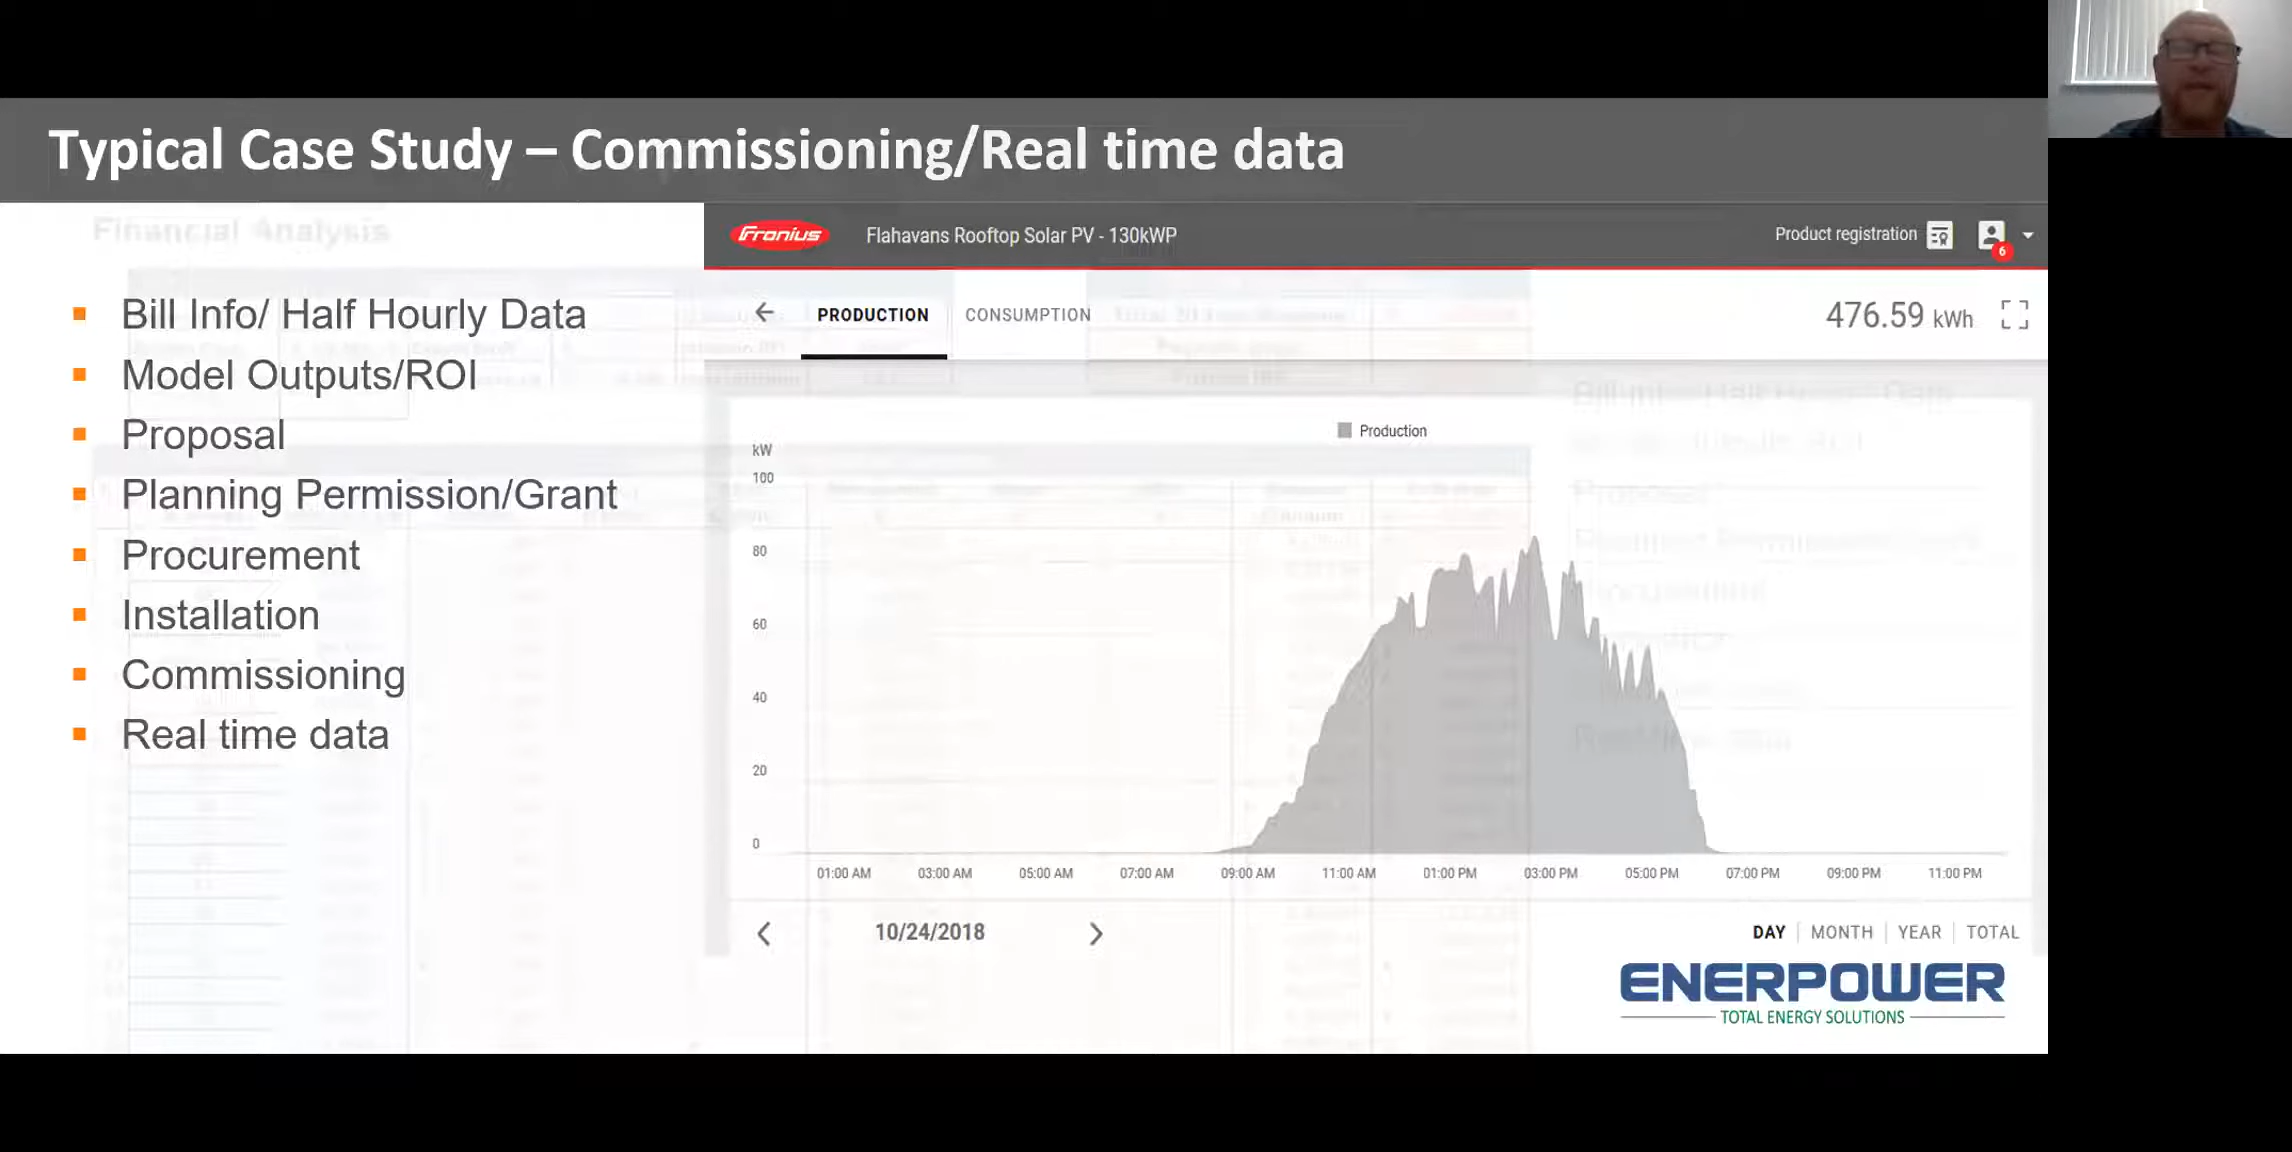 Typical Case Study – Commissioning/Real time data
Financial Analysis
Bill Info/ Half Hourly Data
Model Outputs/ROI
Proposal
Planning Permission/Grant
Procurement
Installation
Commissioning
Real time data
Fronius
Flahavans Rooftop Solar PV - 130kWP
Product registration
6
PRODUCTION
CONSUMPTION
476.59 kWh
Production
kW
100
80
60
40
20
0
01:00 AM
03:00 AM
05:00 AM
07:00 AM
09:00 AM
11:00 AM
01:00 PM
03:00 PM
05:00 PM
07:00 PM
09:00 PM
11:00 PM
10/24/2018
DAY
MONTH
YEAR
TOTAL
ENERPOWER
TOTAL ENERGY SOLUTIONS